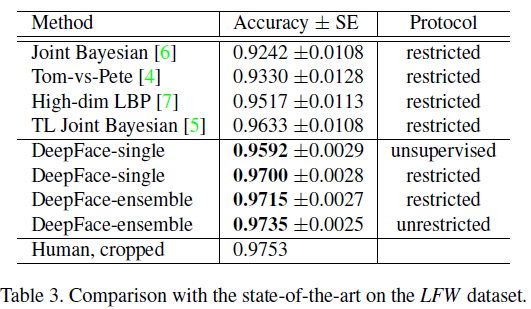 Method Accuracy ± SE Protocol
Joint Bayesian [6] 0.9242 ±0.0108 restricted
Tom-vs-Pete [4] 0.9330 ±0.0128 restricted
High-dim LBP [7] 0.9517 ±0.0113 restricted
TL Joint Bayesian [5] 0.9633 ±0.0108 restricted
DeepFace-single 0.9592 ±0.0029 unsupervised
DeepFace-single 0.9700 ±0.0028 restricted
DeepFace-ensemble 0.9715 ±0.0027 restricted
DeepFace-ensemble 0.9735 ±0.0025 unrestricted
Human, cropped 0.9753
Table 3. Comparison with the state-of-the-art on the LFW dataset.